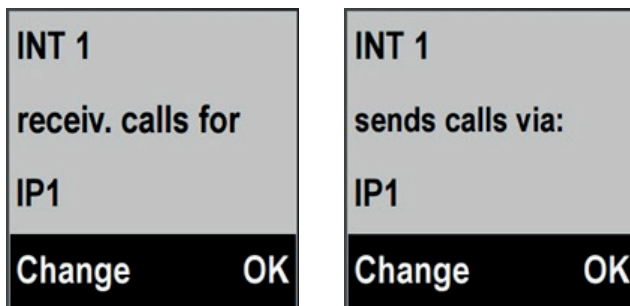 INT 1
receiv. calls for
IP1
Change OK
INT 1
sends calls via:
IP1
Change OK